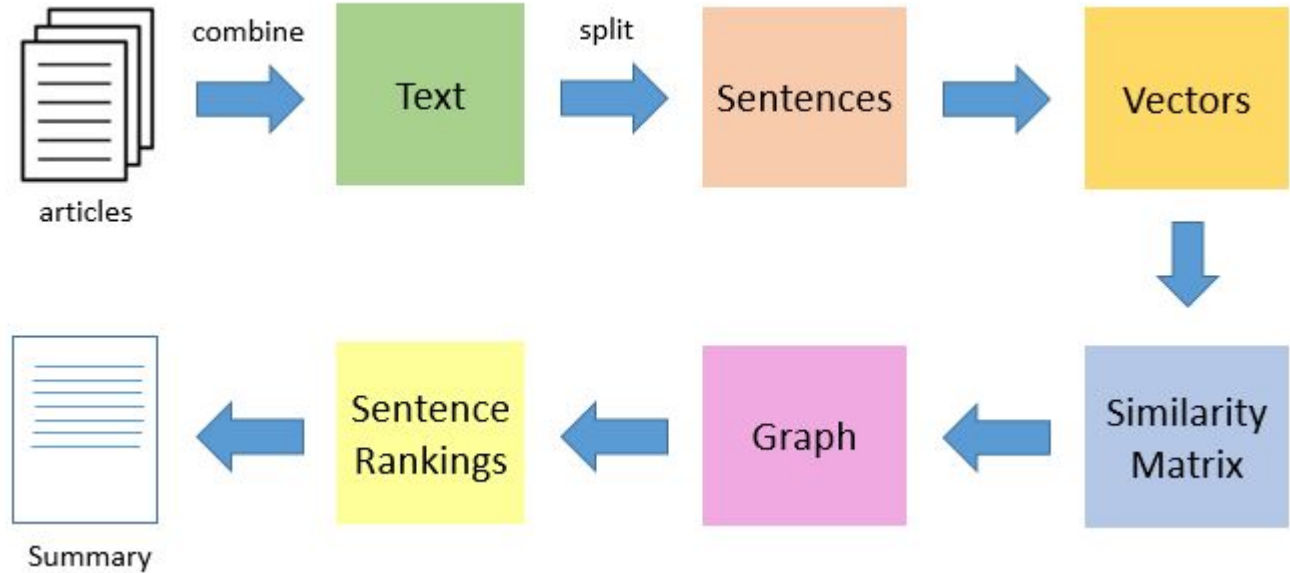 combine
split
Text
Sentences
Vectors
articles
Similarity
Matrix
Graph
Sentence
Rankings
Summary